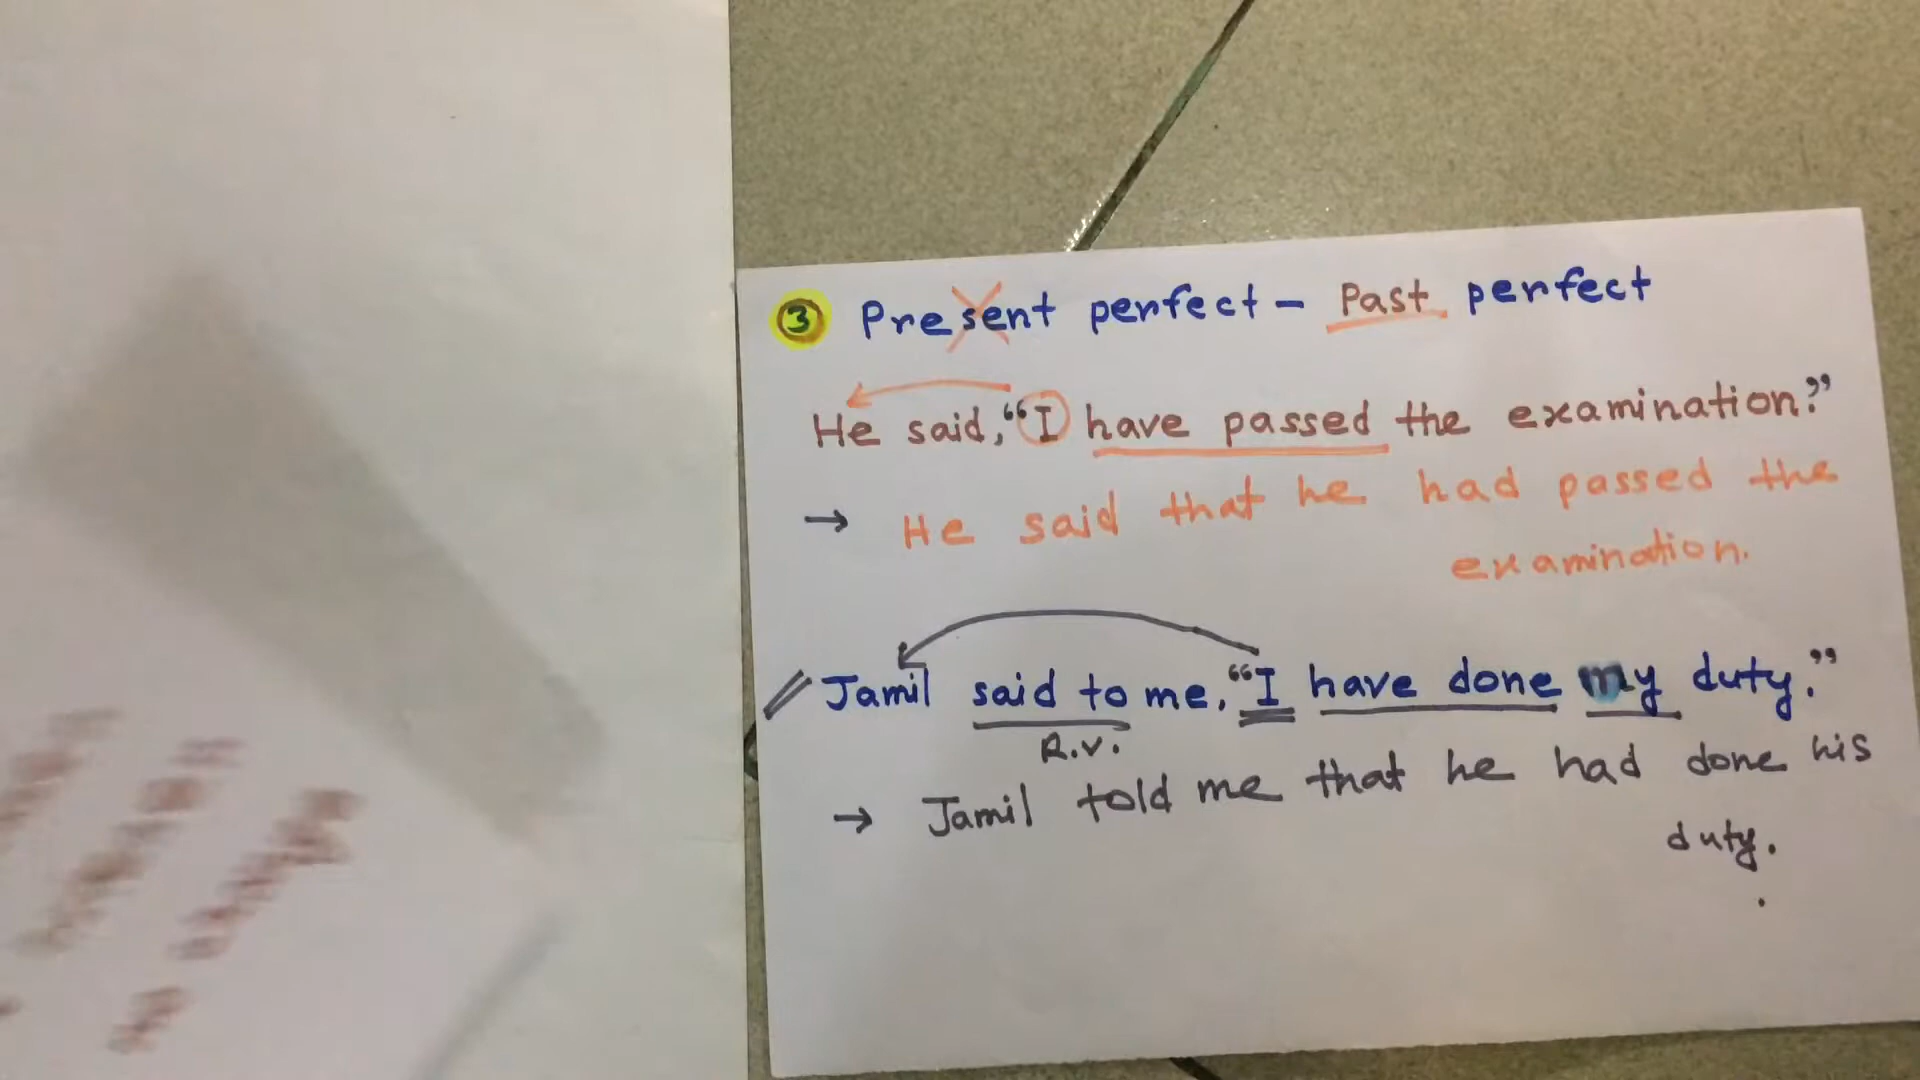 ③ Present perfect – Past perfect
He said, “I have passed the examination.”
→ He said that he had passed the
examination.
Jamil said to me, “I have done my duty.”
R.V.
→ Jamil told me that he had done his
duty.